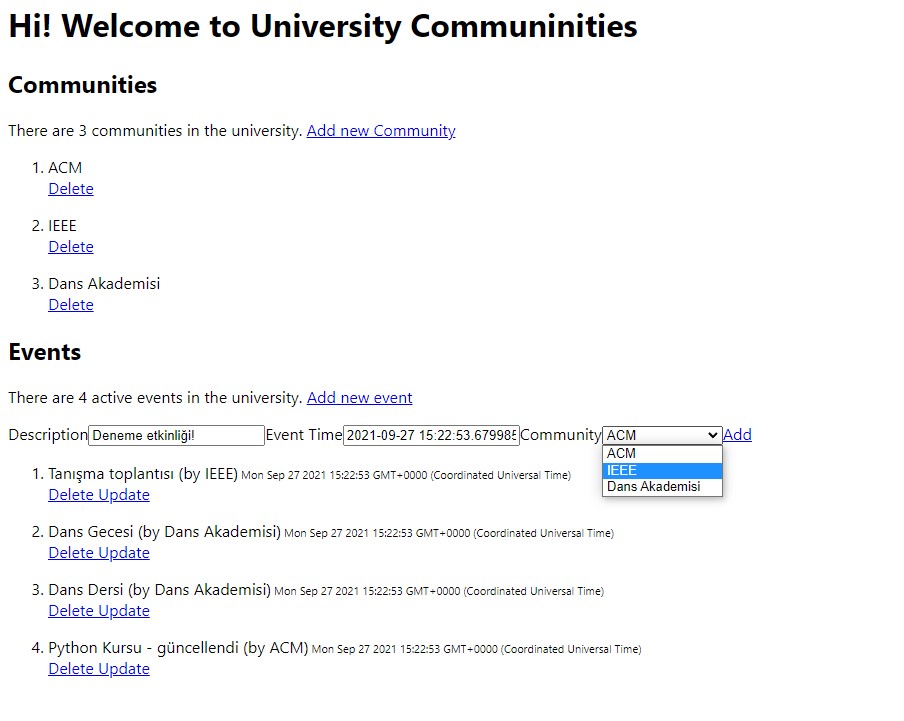 Hi! Welcome to University Communinities
Communities
There are 3 communities in the university. Add new Community
1. ACM
Delete
2. IEEE
Delete
3. Dans Akademisi
Delete
Events
There are 4 active events in the university. Add new event
Description Deneme etkinliği! Event Time 2021-09-27 15:22:53.679985 Community ACM Add
ACM
IEEE
Dans Akademisi
1. Tanışma toplantısı (by IEEE) Mon Sep 27 2021 15:22:53 GMT+0000 (Coordinated Universal Time)
Delete Update
2. Dans Gecesi (by Dans Akademisi) Mon Sep 27 2021 15:22:53 GMT+0000 (Coordinated Universal Time)
Delete Update
3. Dans Dersi (by Dans Akademisi) Mon Sep 27 2021 15:22:53 GMT+0000 (Coordinated Universal Time)
Delete Update
4. Python Kursu - güncellendi (by ACM) Mon Sep 27 2021 15:22:53 GMT+0000 (Coordinated Universal Time)
Delete Update